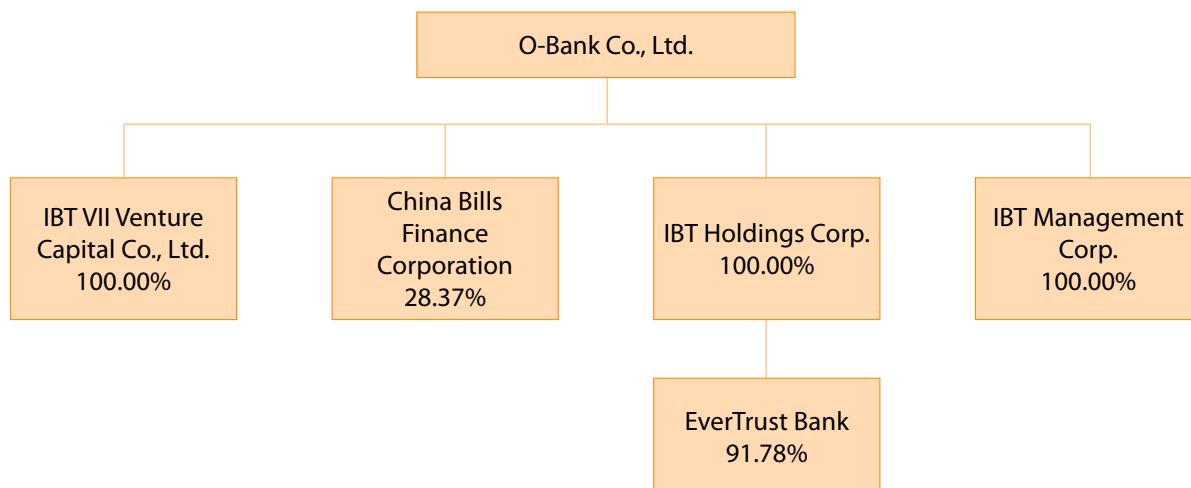 O-Bank Co., Ltd.
IBT VII Venture
Capital Co., Ltd.
100.00%
China Bills
Finance
Corporation
28.37%
IBT Holdings Corp.
100.00%
IBT Management
Corp.
100.00%
EverTrust Bank
91.78%